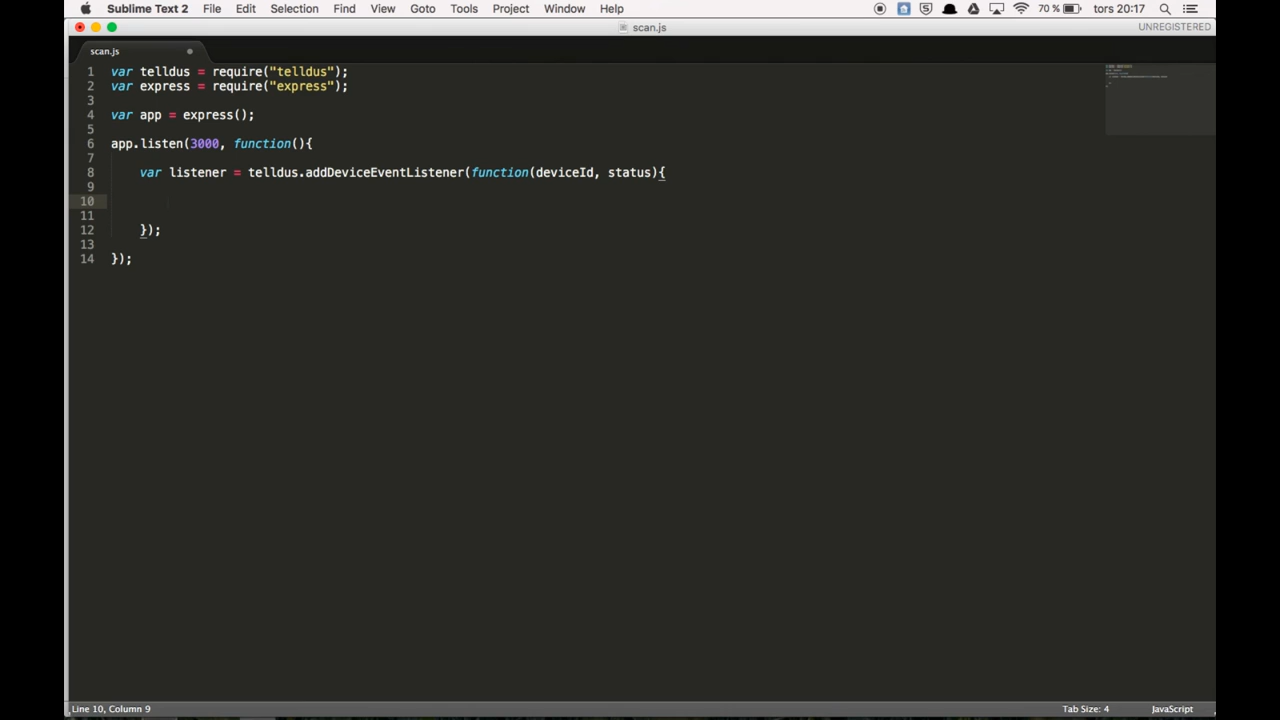 Sublime Text 2 File Edit Selection Find View Goto Tools Project Window Help 5 70 % tors 20:17
scan.js UNREGISTERED
scan.js
1 var telldus = require("telldus");
2 var express = require("express");
3
4 var app = express();
5
6 app.listen(3000, function(){
7
8 var listener = telldus.addDeviceEventListener(function(deviceId, status){
9
10
11
12 });
13
14 });
Line 10, Column 9 Tab Size: 4 JavaScript